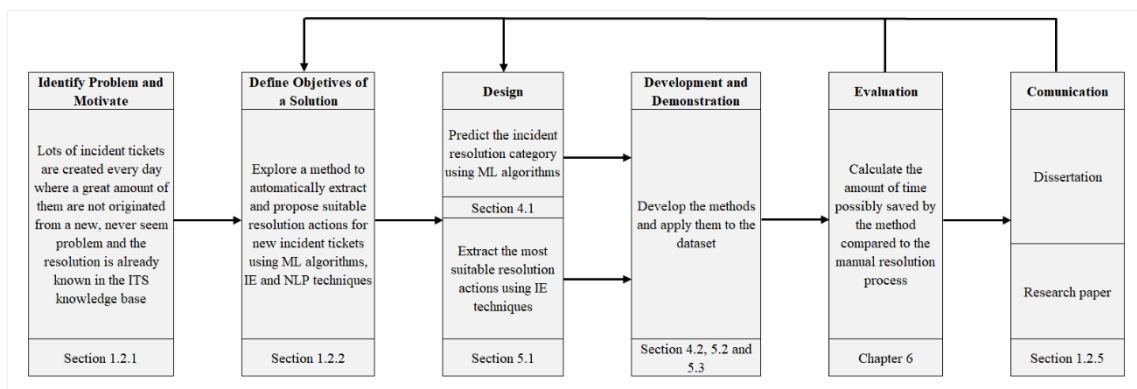 Identify Problem and
Motivate
Lots of incident tickets
are created every day
where a great amount of
them are not originated
from a new, never seem
problem and the
resolution is already
known in the ITS
knowledge base
Section 1.2.1
Define Objetives of
a Solution
Explore a method to
automatically extract
and propose suitable
resolution actions for
new incident tickets
using ML algorithms,
IE and NLP techniques
Section 1.2.2
Design
Predict the incident
resolution category
using ML algorithms
Section 4.1
Extract the most
suitable resolution
actions using IE
techniques
Section 5.1
Development and
Demonstration
Develop the methods
and apply them to the
dataset
Section 4.2, 5.2 and
5.3
Evaluation
Calculate the
amount of time
possibly saved by
the method
compared to the
manual resolution
process
Chapter 6
Comunication
Dissertation
Research paper
Section 1.2.5